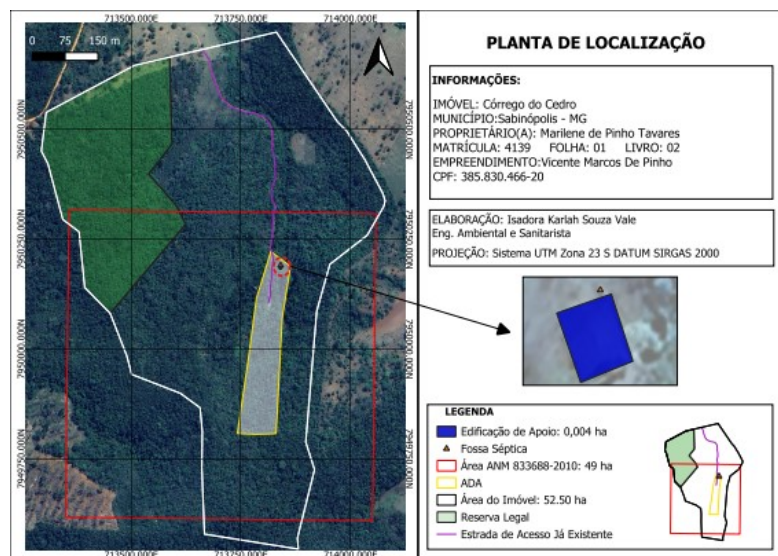 713500.000E 713750.000E 714000.000E
0 75 150 m
7950500.000N
7950250.000N
7950000.000N
7949750.000N
7950500.000N
7950250.000N
7950000.000N
7949750.000N
713500.000E 713750.000E 714000.000E
PLANTA DE LOCALIZAÇÃO
INFORMAÇÕES:
IMÓVEL: Córrego do Cedro
MUNICÍPIO:Sabinópolis - MG
PROPRIETÁRIO(A): Marilene de Pinho Tavares
MATRÍCULA: 4139 FOLHA: 01 LIVRO: 02
EMPREENDIMENTO:Vicente Marcos De Pinho
CPF: 385.830.466-20
ELABORAÇÃO: Isadora Karlah Souza Vale
Eng. Ambiental e Sanitarista
PROJEÇÃO: Sistema UTM Zona 23 S DATUM SIRGAS 2000
LEGENDA
Edificação de Apoio: 0,004 ha
Fossa Séptica
Área ANM 833688-2010: 49 ha
ADA
Área do Imóvel: 52.50 ha
Reserva Legal
Estrada de Acesso Já Existente